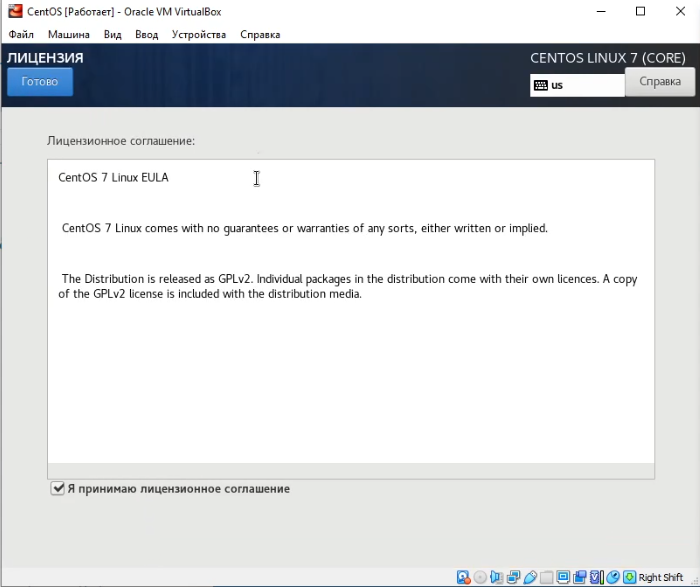 CentOS [Работает] - Oracle VM VirtualBox
Файл Машина Вид Ввод Устройства Справка
ЛИЦЕНЗИЯ
CENTOS LINUX 7 (CORE)
Готово
us
Справка
Лицензионное соглашение:
CentOS 7 Linux EULA
CentOS 7 Linux comes with no guarantees or warranties of any sorts, either written or implied.
The Distribution is released as GPLv2. Individual packages in the distribution come with their own licences. A copy
of the GPLv2 license is included with the distribution media.
Я принимаю лицензионное соглашение
Right Shift